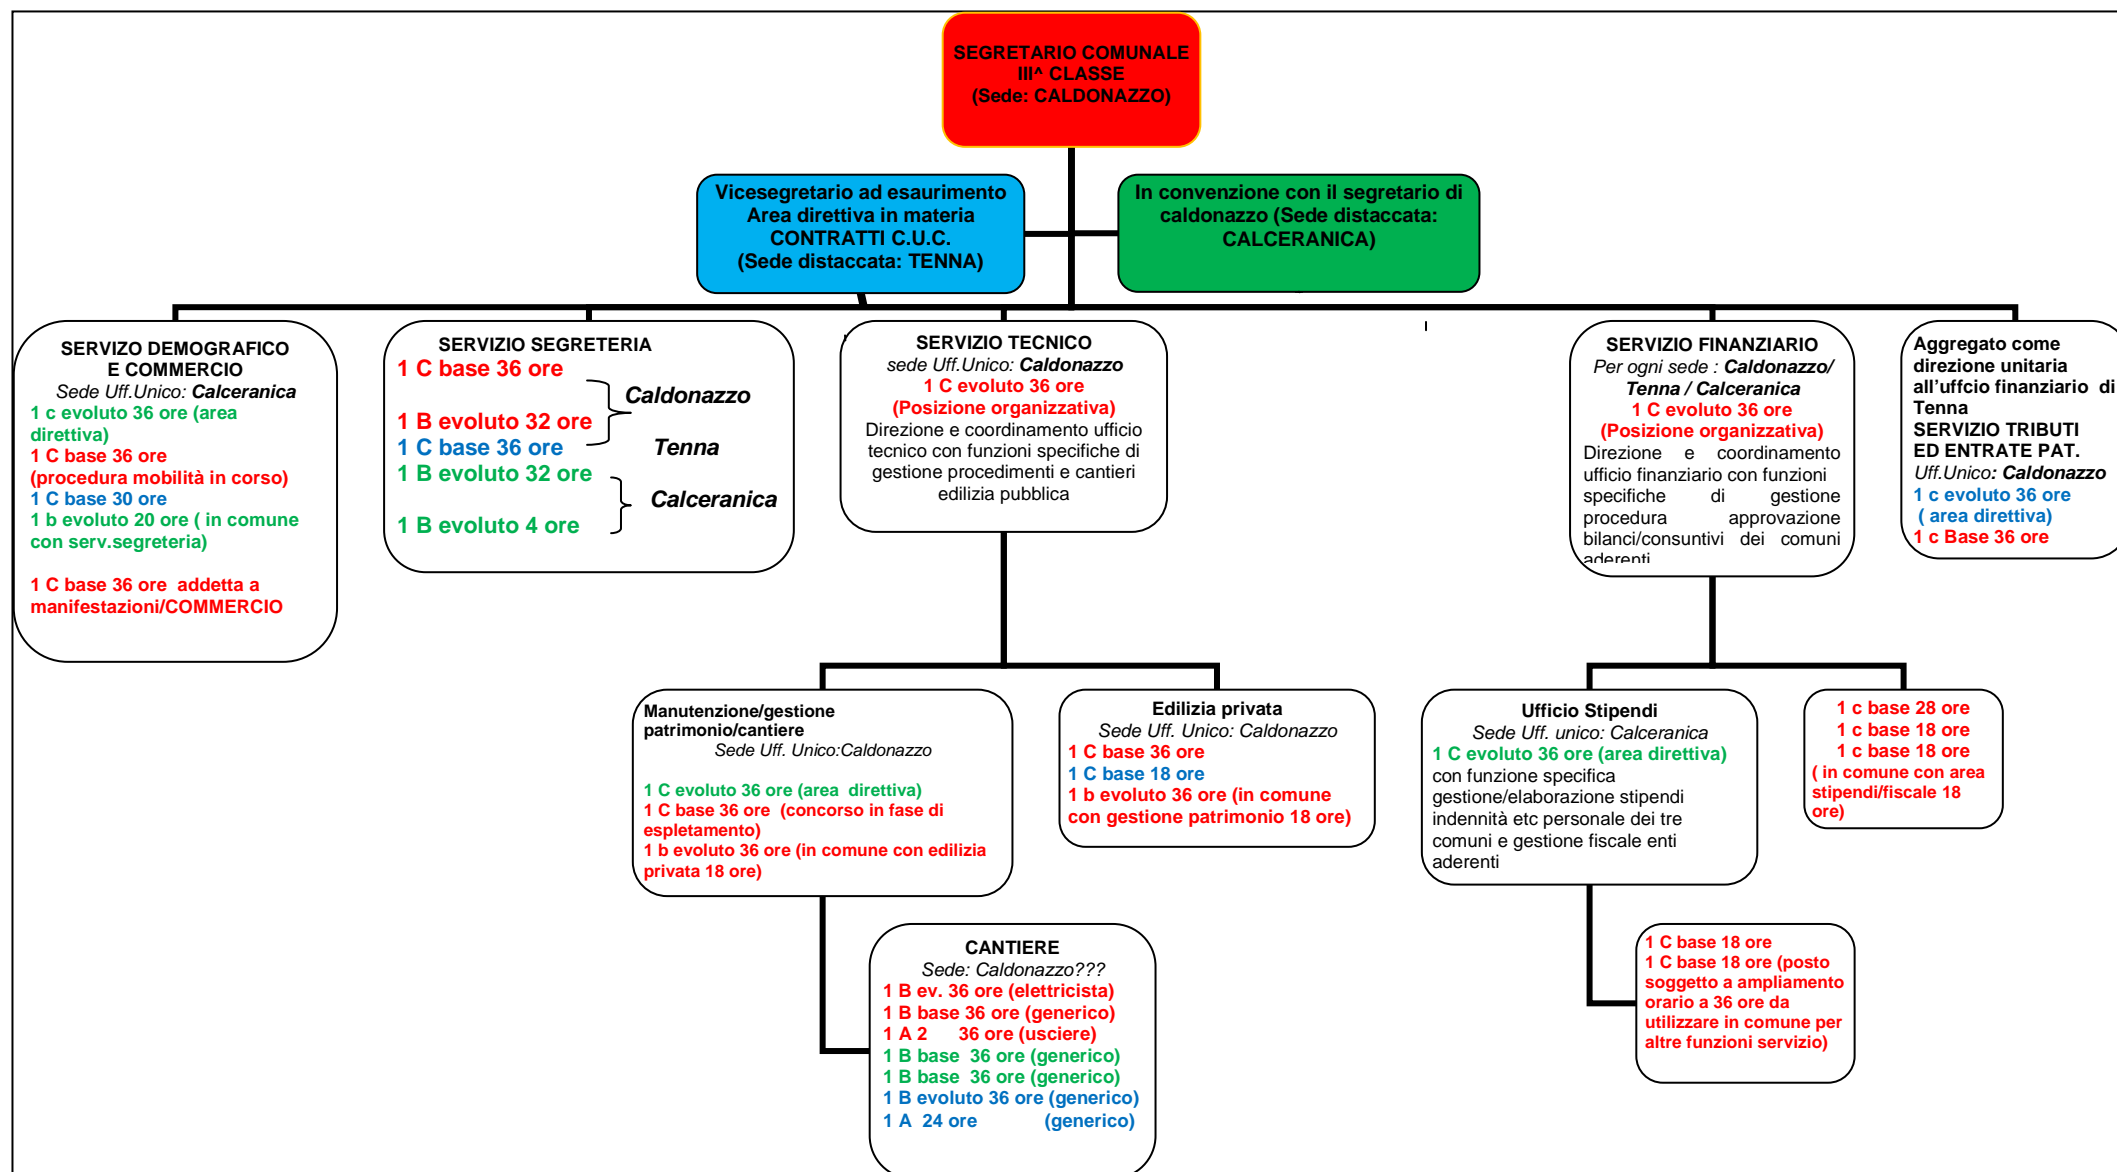 SEGRETARIO COMUNALE
III^ CLASSE
(Sede: CALDONAZZO)
Vicesegretario ad esaurimento
Area direttiva in materia
CONTRATTI C.U.C.
(Sede distaccata: TENNA)
In convenzione con il segretario di
caldonazzo (Sede distaccata:
CALCERANICA)
SERVIZO DEMOGRAFICO
E COMMERCIO
Sede Uff.Unico: Calceranica
1 c evoluto 36 ore (area
direttiva)
1 C base 36 ore
(procedura mobilità in corso)
1 C base 30 ore
1 b evoluto 20 ore ( in comune
con serv.segreteria)
1 C base 36 ore addetta a
manifestazioni/COMMERCIO
SERVIZIO SEGRETERIA
1 C base 36 ore
Caldonazzo
1 B evoluto 32 ore
1 C base 36 ore Tenna
1 B evoluto 32 ore
Calceranica
1 B evoluto 4 ore
SERVIZIO TECNICO
sede Uff.Unico: Caldonazzo
1 C evoluto 36 ore
(Posizione organizzativa)
Direzione e coordinamento ufficio
tecnico con funzioni specifiche di
gestione procedimenti e cantieri
edilizia pubblica
SERVIZIO FINANZIARIO
Per ogni sede : Caldonazzo/
Tenna / Calceranica
1 C evoluto 36 ore
(Posizione organizzativa)
Direzione e coordinamento
ufficio finanziario con funzioni
specifiche di gestione
procedura approvazione
bilanci/consuntivi dei comuni
aderenti
Aggregato come
direzione unitaria
all'uffcio finanziario di
Tenna
SERVIZIO TRIBUTI
ED ENTRATE PAT.
Uff.Unico: Caldonazzo
1 c evoluto 36 ore
( area direttiva)
1 c Base 36 ore
Manutenzione/gestione
patrimonio/cantiere
Sede Uff. Unico:Caldonazzo
1 C evoluto 36 ore (area direttiva)
1 C base 36 ore (concorso in fase di
espletamento)
1 b evoluto 36 ore (in comune con edilizia
privata 18 ore)
Edilizia privata
Sede Uff. Unico: Caldonazzo
1 C base 36 ore
1 C base 18 ore
1 b evoluto 36 ore (in comune
con gestione patrimonio 18 ore)
Ufficio Stipendi
Sede Uff. unico: Calceranica
1 C evoluto 36 ore (area direttiva)
con funzione specifica
gestione/elaborazione stipendi
indennità etc personale dei tre
comuni e gestione fiscale enti
aderenti
1 c base 28 ore
1 c base 18 ore
1 c base 18 ore
( in comune con area
stipendi/fiscale 18
ore)
CANTIERE
Sede: Caldonazzo???
1 B ev. 36 ore (elettricista)
1 B base 36 ore (generico)
1 A 2 36 ore (usciere)
1 B base 36 ore (generico)
1 B base 36 ore (generico)
1 B evoluto 36 ore (generico)
1 A 24 ore (generico)
1 C base 18 ore
1 C base 18 ore (posto
soggetto a ampliamento
orario a 36 ore da
utilizzare in comune per
altre funzioni servizio)